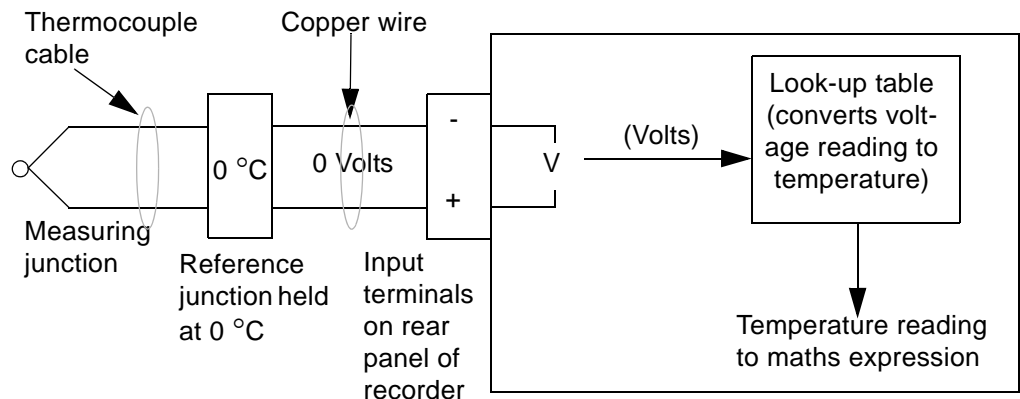 Thermocouple
cable
Copper wire
Look-up table
(converts volt-
age reading to
temperature)
-
0 °C
0 Volts
V
(Volts)
+
Measuring
junction
Reference
junction held
at 0 °C
Input
terminals
on rear
panel of
recorder
Temperature reading
to maths expression